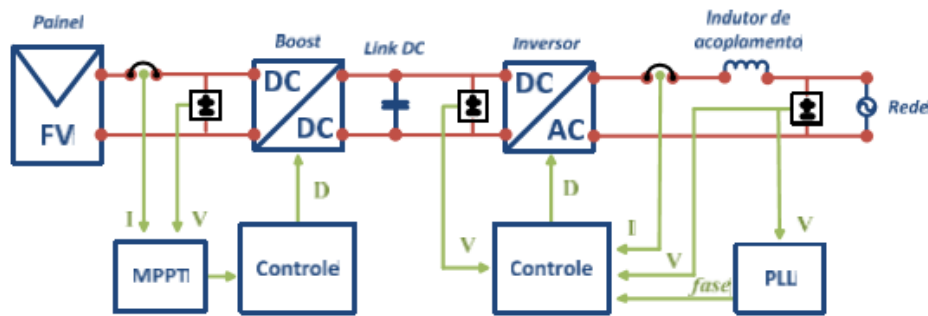 Painel
Boost
Link DC
Inversor
Indutor de
acoplamento
FV
DC
DC
DC
AC
Rede
I
V
D
V
D
I
V
V
MPPT
Controle
Controle
fase
PLL